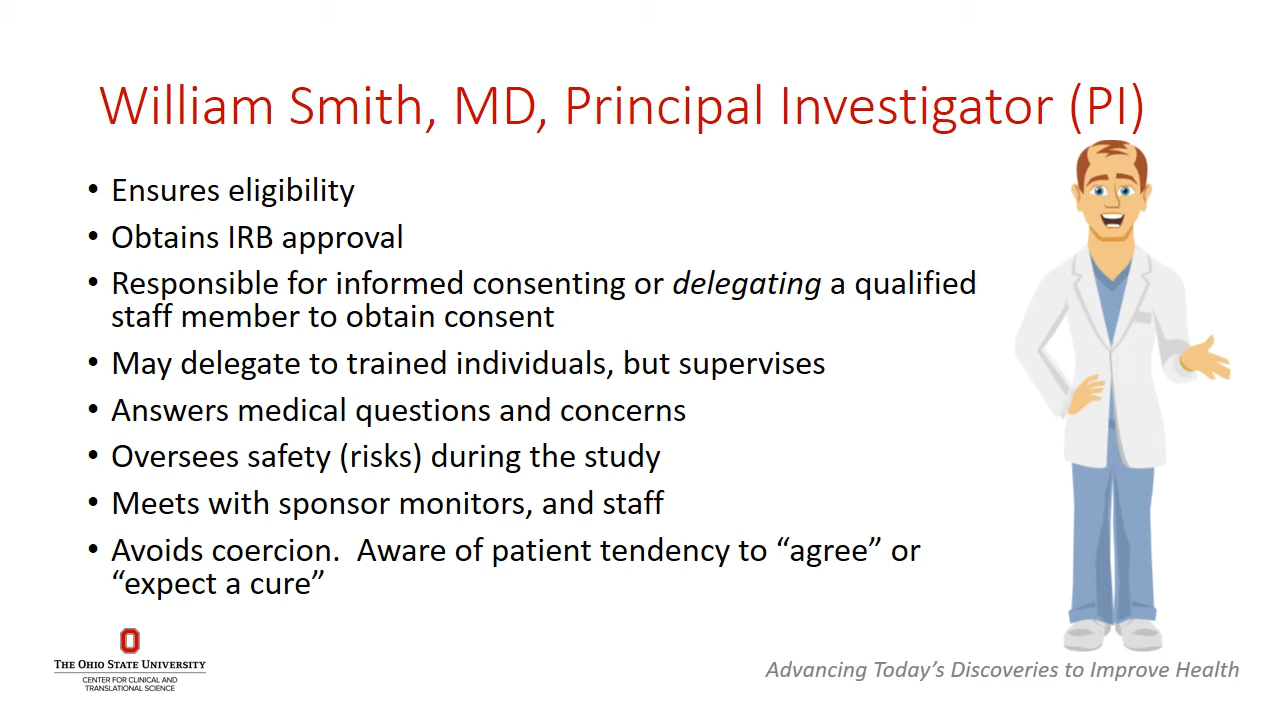 William Smith, MD, Principal Investigator (PI)
• Ensures eligibility
• Obtains IRB approval
• Responsible for informed consenting or delegating a qualified
staff member to obtain consent
• May delegate to trained individuals, but supervises
• Answers medical questions and concerns
• Oversees safety (risks) during the study
• Meets with sponsor monitors, and staff
• Avoids coercion.  Aware of patient tendency to “agree” or
“expect a cure”
THE OHIO STATE UNIVERSITY
CENTER FOR CLINICAL AND
TRANSLATIONAL SCIENCE
Advancing Today’s Discoveries to Improve Health